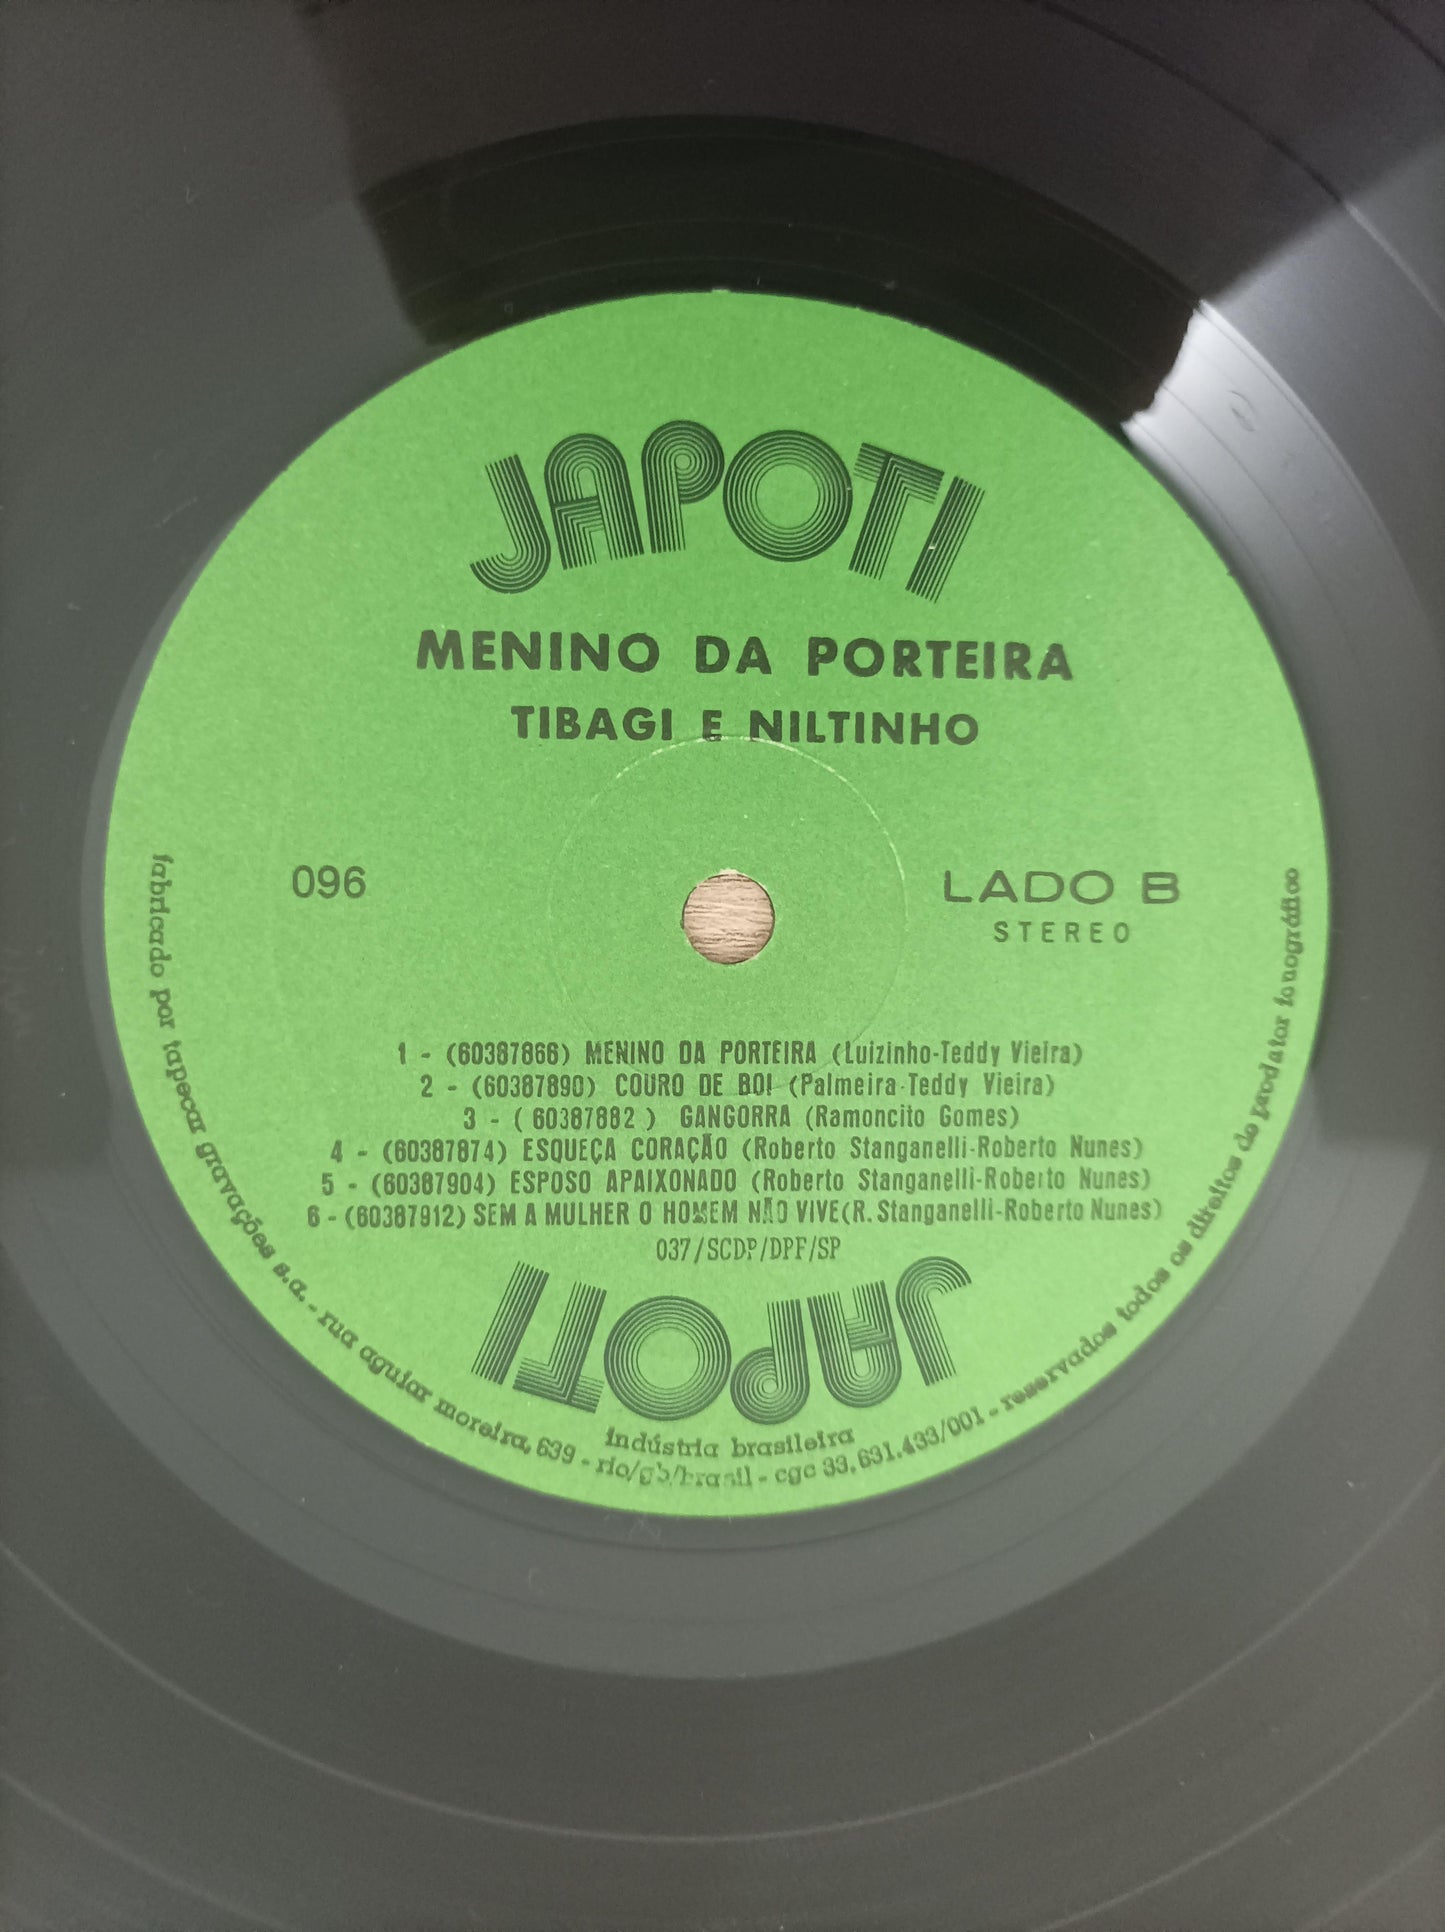 JAPOTI
MENINO DA PORTEIRA
TIBAGI E NILTINHO
096
LADO B
STEREO
1 - (60387866) MENINO DA PORTEIRA (Luizinho-Teddy Vieira)
2 - (60387890) COURO DE BOI (Palmeira-Teddy Vieira)
3 - ( 60387882 ) GANGORRA (Ramoncito Gomes)
4 - (60387874) ESQUEÇA CORAÇÃO (Roberto Stanganelli-Roberto Nunes)
5 - (60387904) ESPOSO APAIXONADO (Roberto Stanganelli-Roberto Nunes)
6 - (60387912) SEM A MULHER O HOMEM NÃO VIVE(R. Stanganelli-Roberto Nunes)
037/SCDP/DPF/SP
JAPOTI
indústria brasileira
fabricado por tapecar gravações s.a. - rua aguiar moreira, 639 - rio/gb/brasil - cgc 33.631.433/001 - reservados todos os direitos do produtor fonográfico